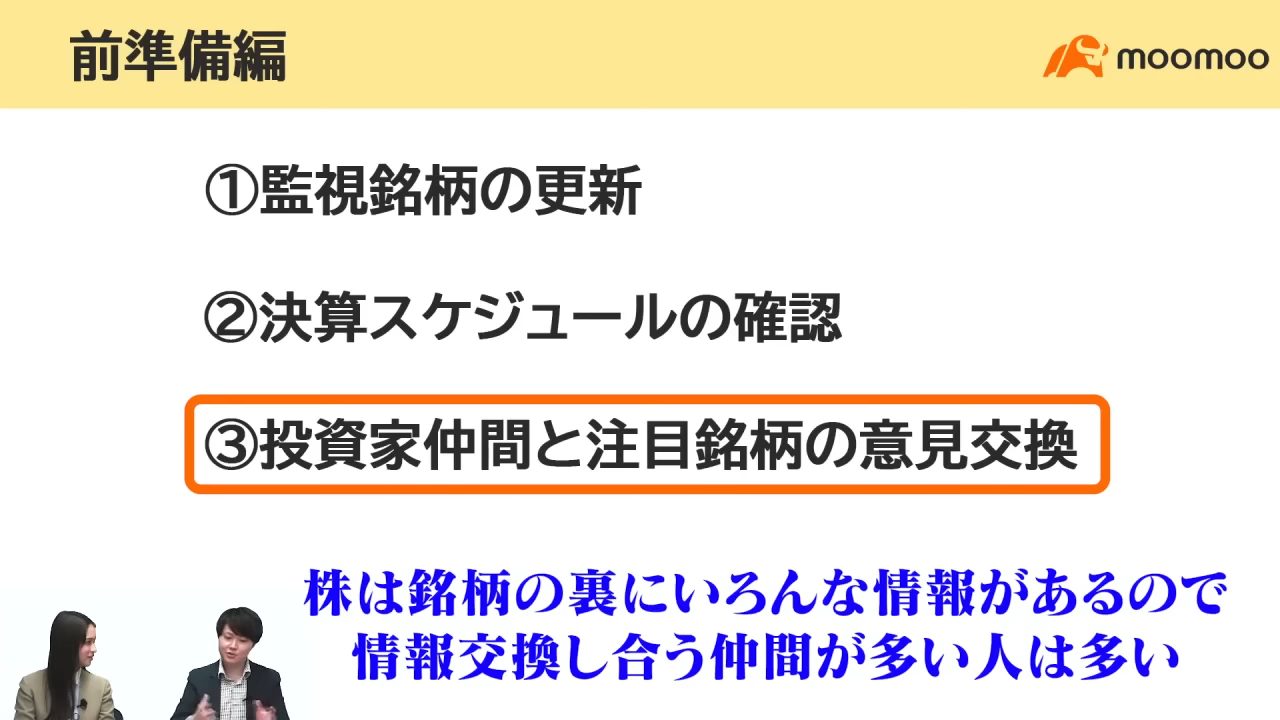 前準備編
moomoo
①監視銘柄の更新
②決算スケジュールの確認
③投資家仲間と注目銘柄の意見交換
株は銘柄の裏にいろんな情報があるので
情報交換し合う仲間が多い人は多い